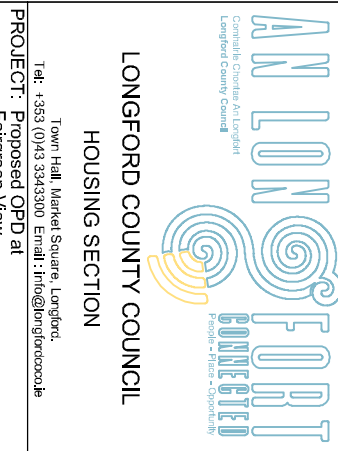 AN LONGFORT
CONNECTED
Comhairle Chontae An Longfoirt
Longford County Council
People - Place - Opportunity
LONGFORD COUNTY COUNCIL
HOUSING SECTION
Town Hall, Market Square, Longford.
Tel: +353 (0)43 3343300 Email : info@longfordcoco.ie
PROJECT: Proposed OPD at